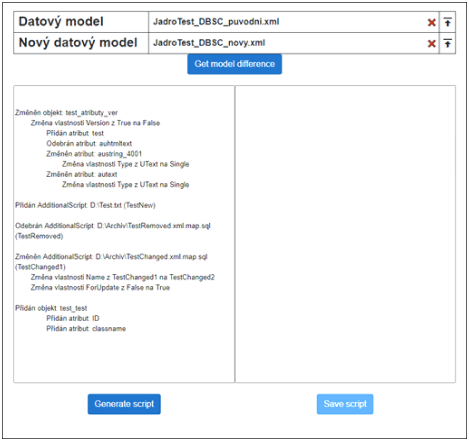 Datový model JadroTest_DBSC_puvodni.xml
Nový datový model JadroTest_DBSC_novy.xml
Get model difference
Změněn objekt: test_atributy_ver
Změna vlastnosti Version z True na False
Přidán atribut: test
Odebrán atribut: auhtmltext
Změněn atribut: austring_4001
Změna vlastnosti Type z UText na Single
Změněn atribut: autext
Změna vlastnosti Type z UText na Single
Přidán AdditionalScript: D:\Test.txt (TestNew)
Odebrán AdditionalScript: D:\Archiv\TestRemoved.xml.map.sql
(TestRemoved)
Změněn AdditionalScript: D:\Archiv\TestChanged.xml.map.sql
(TestChanged1)
Změna vlastnosti Name z TestChanged1 na TestChanged2
Změna vlastnosti ForUpdate z False na True
Přidán objekt: test_test
Přidán atribut: ID
Přidán atribut: classname
Generate script Save script